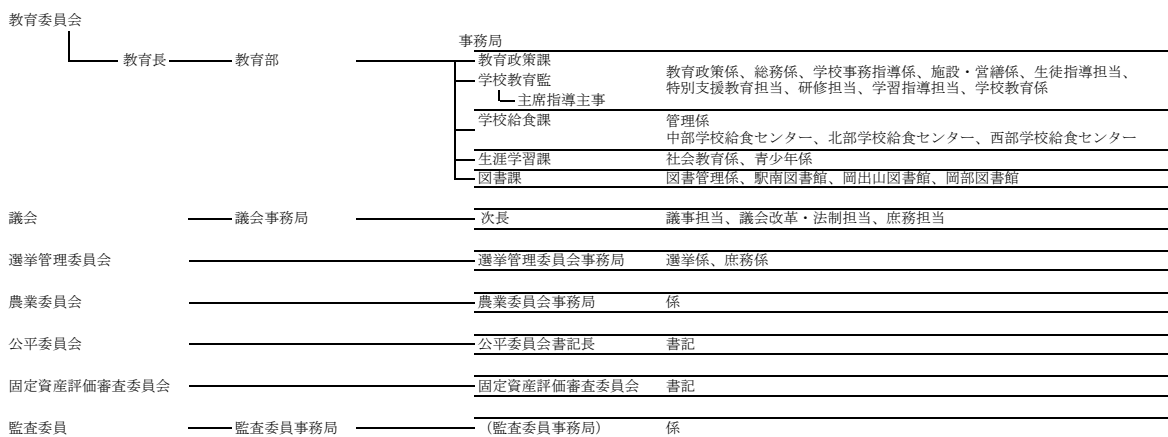 教育委員会
事務局
教育長 教育部 教育政策課
教育政策係、総務係、学校事務指導係、施設・営繕係、生徒指導担当、
学校教育監
特別支援教育担当、研修担当、学習指導担当、学校教育係
主席指導主事
学校給食課 管理係
中部学校給食センター、北部学校給食センター、西部学校給食センター
生涯学習課 社会教育係、青少年係
図書課 図書管理係、駅南図書館、岡出山図書館、岡部図書館
議会 議会事務局 次長 議事担当、議会改革・法制担当、庶務担当
選挙管理委員会 選挙管理委員会事務局 選挙係、庶務係
農業委員会 農業委員会事務局 係
公平委員会 公平委員会書記長 書記
固定資産評価審査委員会 固定資産評価審査委員会 書記
監査委員 監査委員事務局 （監査委員事務局） 係